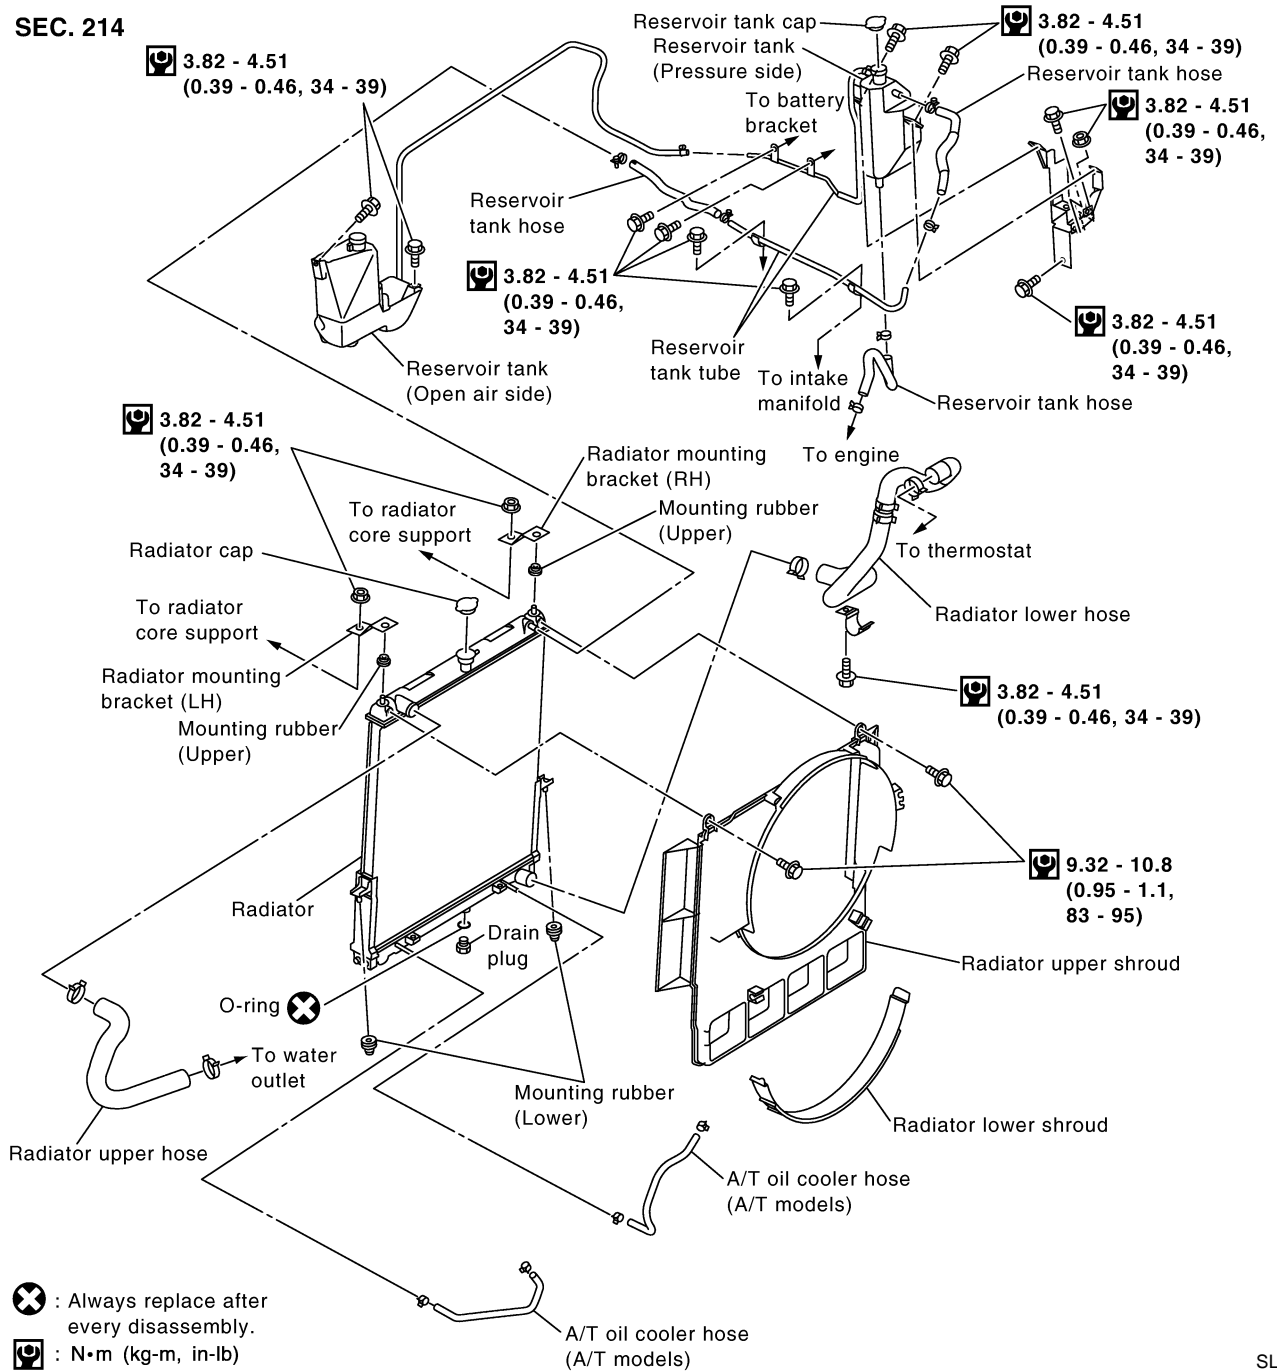 SEC. 214
3.82 - 4.51
(0.39 - 0.46, 34 - 39)
Reservoir tank cap
Reservoir tank
(Pressure side)
3.82 - 4.51
(0.39 - 0.46, 34 - 39)
Reservoir tank hose
To battery
bracket
3.82 - 4.51
(0.39 - 0.46,
34 - 39)
Reservoir
tank hose
3.82 - 4.51
(0.39 - 0.46,
34 - 39)
3.82 - 4.51
(0.39 - 0.46,
34 - 39)
Reservoir
tank tube
To intake
manifold
Reservoir tank
(Open air side)
Reservoir tank hose
To engine
3.82 - 4.51
(0.39 - 0.46,
34 - 39)
Radiator mounting
bracket (RH)
To radiator
core support
Mounting rubber
(Upper)
Radiator cap
To thermostat
To radiator
core support
Radiator lower hose
Radiator mounting
bracket (LH)
3.82 - 4.51
(0.39 - 0.46, 34 - 39)
Mounting rubber
(Upper)
9.32 - 10.8
(0.95 - 1.1,
83 - 95)
Radiator
Drain
plug
Radiator upper shroud
O-ring
To water
outlet
Mounting rubber
(Lower)
Radiator lower shroud
Radiator upper hose
A/T oil cooler hose
(A/T models)
: Always replace after
every disassembly.
A/T oil cooler hose
(A/T models)
: N•m (kg-m, in-lb)
SL